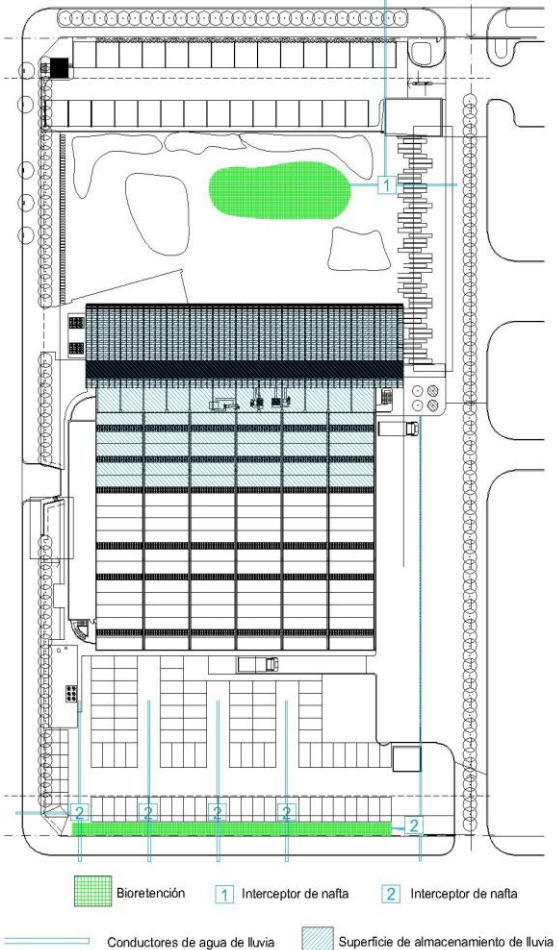 1
2 2 2 2 2
Bioretención 1 Interceptor de nafta 2 Interceptor de nafta
Conductores de agua de lluvia Superficie de almacenamiento de lluvia